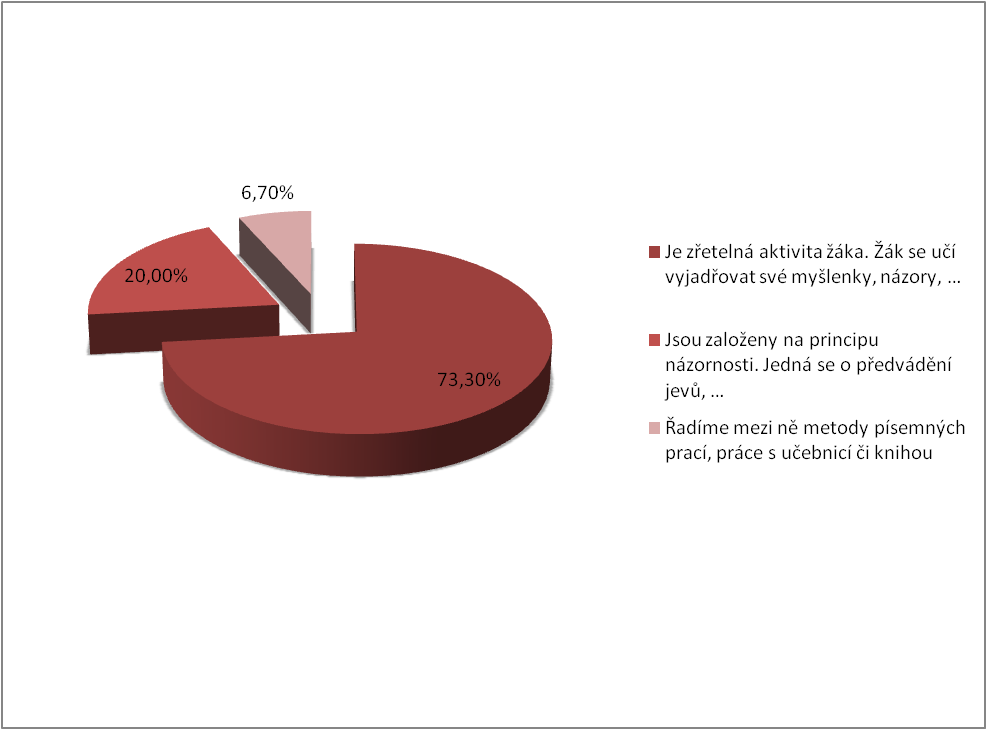 6,70%
20,00%
73,30%
Je zřetelná aktivita žáka. Žák se učí
vyjadřovat své myšlenky, názory, ...
Jsou založeny na principu
názornosti. Jedná se o předvádění
jevů, ...
Řadíme mezi ně metody písemných
prací, práce s učebnicí či knihou